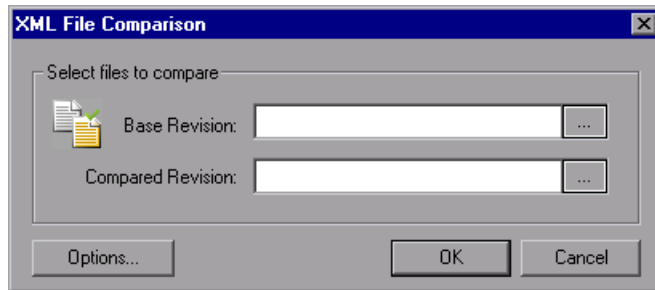 XML File Comparison
Select files to compare
Base Revision:
...
Compared Revision:
...
Options...
OK
Cancel